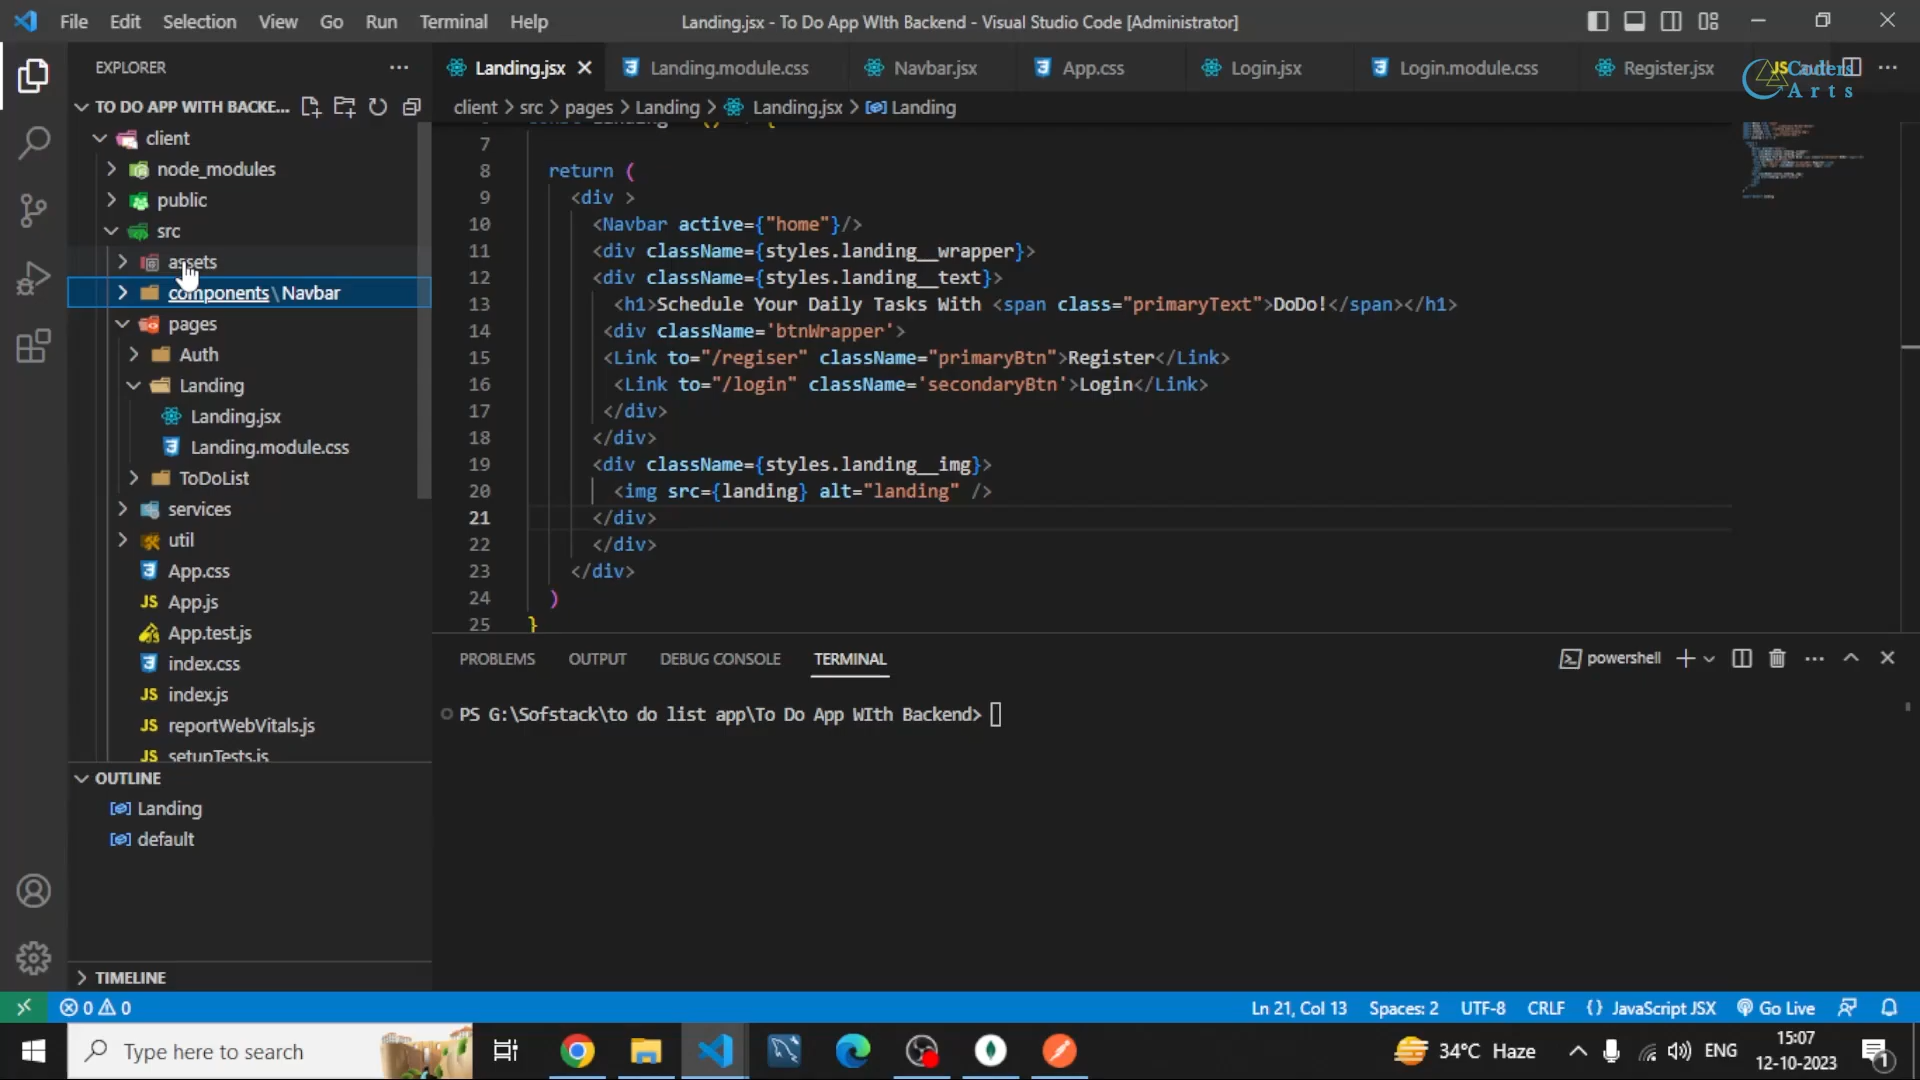 File Edit Selection View Go Run Terminal Help
Landing.jsx - To Do App WIth Backend - Visual Studio Code [Administrator]
EXPLORER
TO DO APP WITH BACKE...
client
node_modules
public
src
assets
components\Navbar
pages
Auth
Landing
Landing.jsx
Landing.module.css
ToDoList
services
util
App.css
App.js
App.test.js
index.css
index.js
reportWebVitals.js
setupTests.js
OUTLINE
Landing
default
TIMELINE
Landing.jsx Landing.module.css Navbar.jsx App.css Login.jsx Login.module.css Register.jsx
Coders
Arts
client > src > pages > Landing > Landing.jsx > Landing
7
8 return (
9 <div >
10 <Navbar active={"home"}/>
11 <div className={styles.landing__wrapper}>
12 <div className={styles.landing__text}>
13 <h1>Schedule Your Daily Tasks With <span class="primaryText">DoDo!</span></h1>
14 <div className='btnWrapper'>
15 <Link to="/regiser" className="primaryBtn">Register</Link>
16 <Link to="/login" className='secondaryBtn'>Login</Link>
17 </div>
18 </div>
19 <div className={styles.landing__img}>
20 <img src={landing} alt="landing" />
21 </div>
22 </div>
23 </div>
24 )
25 }
PROBLEMS OUTPUT DEBUG CONSOLE TERMINAL
powershell
PS G:\Sofstack\to do list app\To Do App WIth Backend>
0 0
Ln 21, Col 13 Spaces: 2 UTF-8 CRLF {} JavaScript JSX Go Live
Type here to search
34°C Haze
ENG
15:07
12-10-2023
1